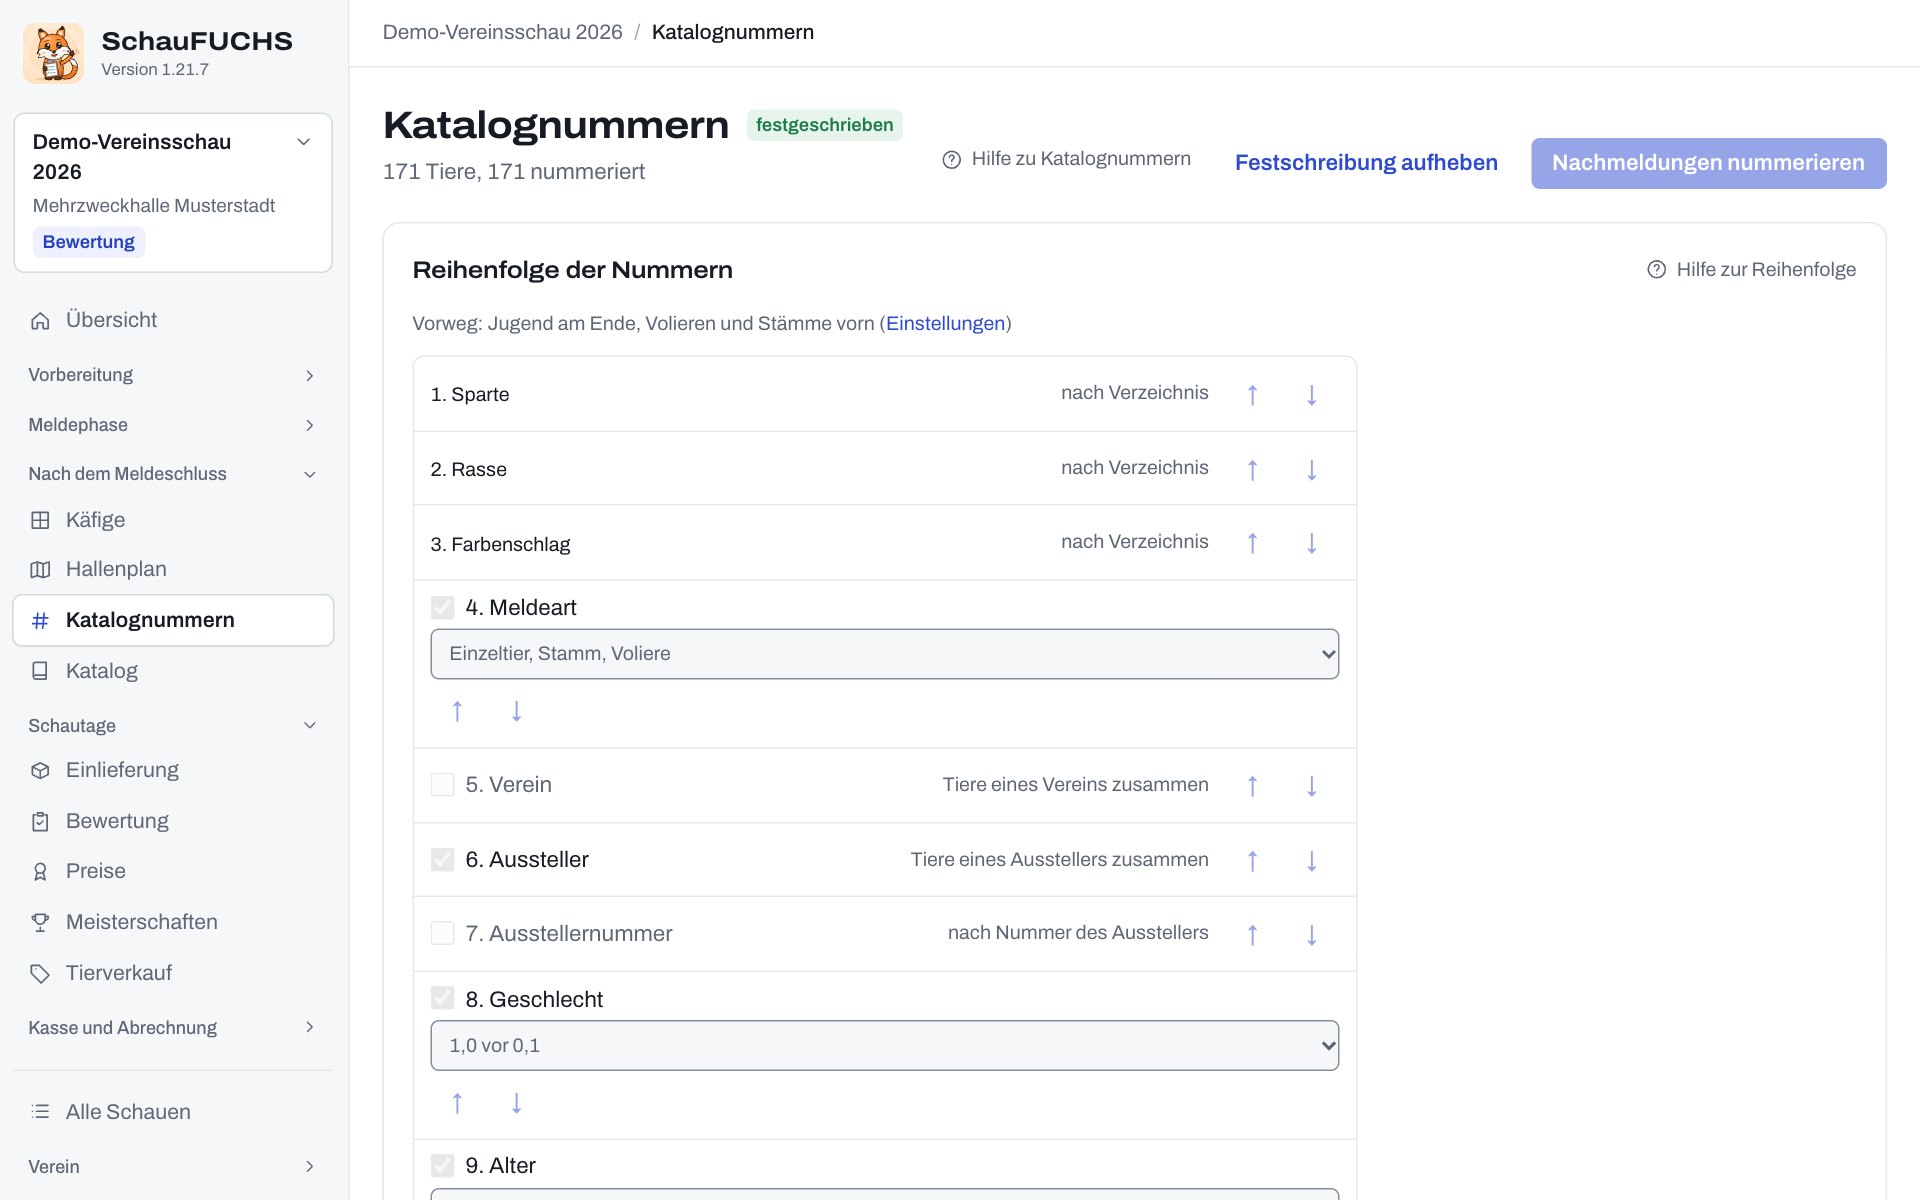 SchauFUCHS
Version 1.21.7
Demo-Vereinsschau
2026
Mehrzweckhalle Musterstadt
Bewertung
Übersicht
Vorbereitung
Meldephase
Nach dem Meldeschluss
Käfige
Hallenplan
Katalognummern
Katalog
Schautage
Einlieferung
Bewertung
Preise
Meisterschaften
Tierverkauf
Kasse und Abrechnung
Alle Schauen
Verein
Demo-Vereinsschau 2026 / Katalognummern
Katalognummern festgeschrieben
171 Tiere, 171 nummeriert
Hilfe zu Katalognummern
Festschreibung aufheben
Nachmeldungen nummerieren
Reihenfolge der Nummern
Hilfe zur Reihenfolge
Vorweg: Jugend am Ende, Volieren und Stämme vorn (Einstellungen)
1. Sparte nach Verzeichnis ↑ ↓
2. Rasse nach Verzeichnis ↑ ↓
3. Farbenschlag nach Verzeichnis ↑ ↓
4. Meldeart
Einzeltier, Stamm, Voliere
↑ ↓
5. Verein Tiere eines Vereins zusammen ↑ ↓
6. Aussteller Tiere eines Ausstellers zusammen ↑ ↓
7. Ausstellernummer nach Nummer des Ausstellers ↑ ↓
8. Geschlecht
1,0 vor 0,1
↑ ↓
9. Alter